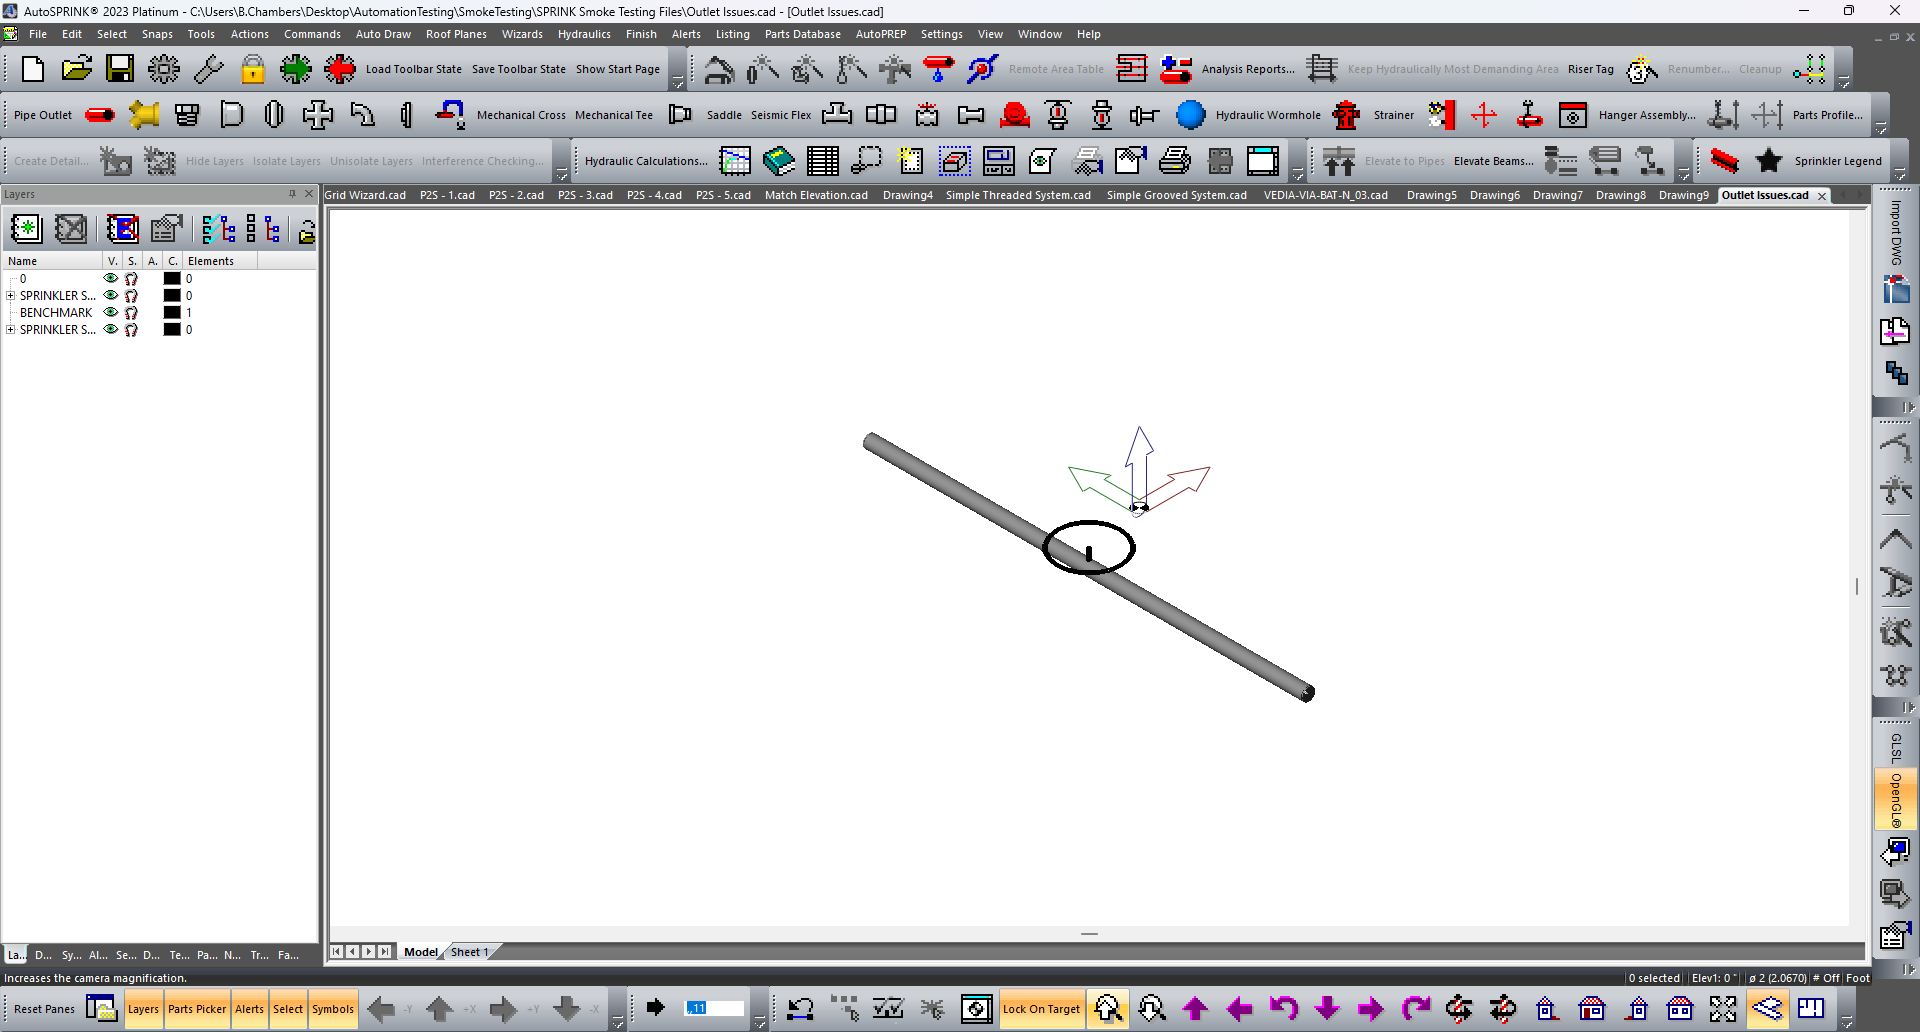 AutoSPRINK® 2023 Platinum - C:\Users\B.Chambers\Desktop\AutomationTesting\SmokeTesting\SPRINK Smoke Testing Files\Outlet Issues.cad - [Outlet Issues.cad]
File Edit Select Snaps Tools Actions Commands Auto Draw Roof Planes Wizards Hydraulics Finish Alerts Listing Parts Database AutoPREP Settings View Window Help
Load Toolbar State Save Toolbar State Show Start Page Remote Area Table Analysis Reports... Keep Hydraulically Most Demanding Area Riser Tag Renumber... Cleanup
Pipe Outlet Mechanical Cross Mechanical Tee Saddle Seismic Flex Hydraulic Wormhole Strainer Hanger Assembly... Parts Profile...
Create Detail... Hide Layers Isolate Layers Unisolate Layers Interference Checking... Hydraulic Calculations... Elevate to Pipes Elevate Beams... Sprinkler Legend
Layers
Grid Wizard.cad P2S - 1.cad P2S - 2.cad P2S - 3.cad P2S - 4.cad P2S - 5.cad Match Elevation.cad Drawing4 Simple Threaded System.cad Simple Grooved System.cad VEDIA-VIA-BAT-N_03.cad Drawing5 Drawing6 Drawing7 Drawing8 Drawing9 Outlet Issues.cad
Import DWG
Name V. S. A. C. Elements
0 0
SPRINKLER S... 0
BENCHMARK 1
SPRINKLER S... 0
GLSL
OpenGL®
La... D... Sy... Al... Se... D... Te... Pa... N... Tr... Fa...
Model Sheet 1
Increases the camera magnification.
0 selected Elev1: 0 " ø 2 (2.0670) # Off Foot
Reset Panes Layers Parts Picker Alerts Select Symbols -Y +X +Y -X ,,11 Lock On Target